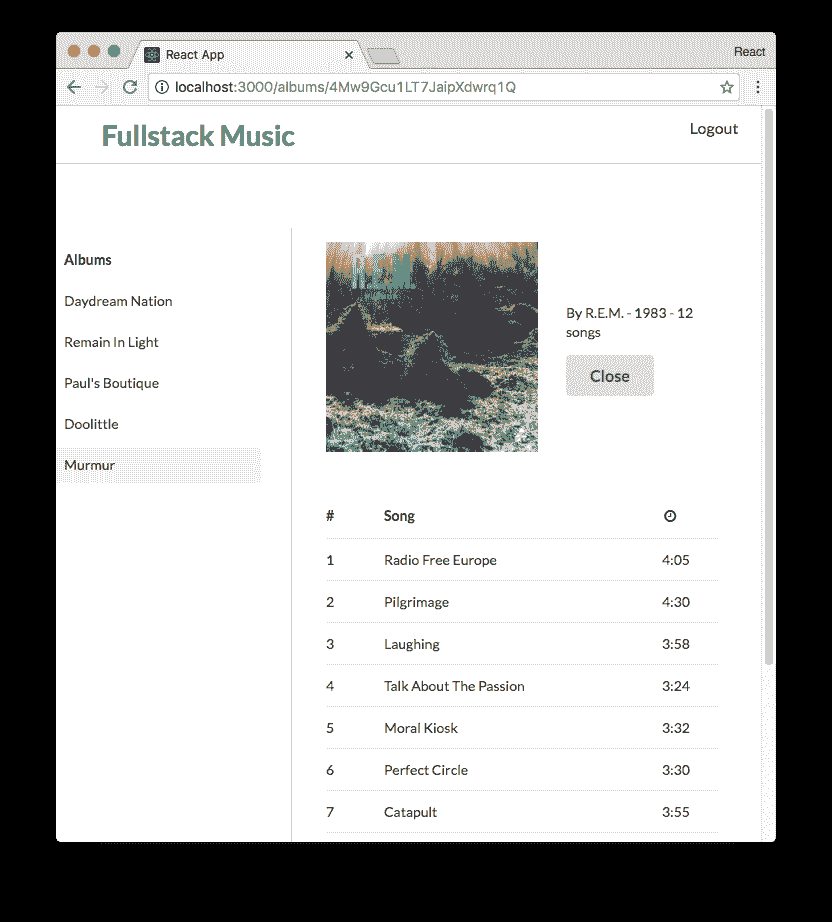 React App
React
localhost:3000/albums/4Mw9Gcu1LT7JaipXdwrq1Q
Fullstack Music
Logout
Albums
Daydream Nation
Remain In Light
Paul's Boutique
Doolittle
Murmur
R.E.M.
By R.E.M. - 1983 - 12
songs
Close
# Song
1 Radio Free Europe 4:05
2 Pilgrimage 4:30
3 Laughing 3:58
4 Talk About The Passion 3:24
5 Moral Kiosk 3:32
6 Perfect Circle 3:30
7 Catapult 3:55